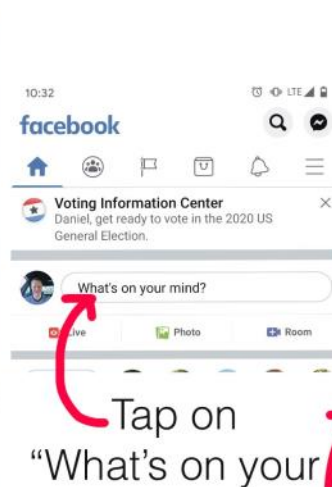 10:32 LTE
facebook
Voting Information Center
Daniel, get ready to vote in the 2020 US
General Election.
What's on your mind?
Live Photo Room
Tap on
“What’s on your